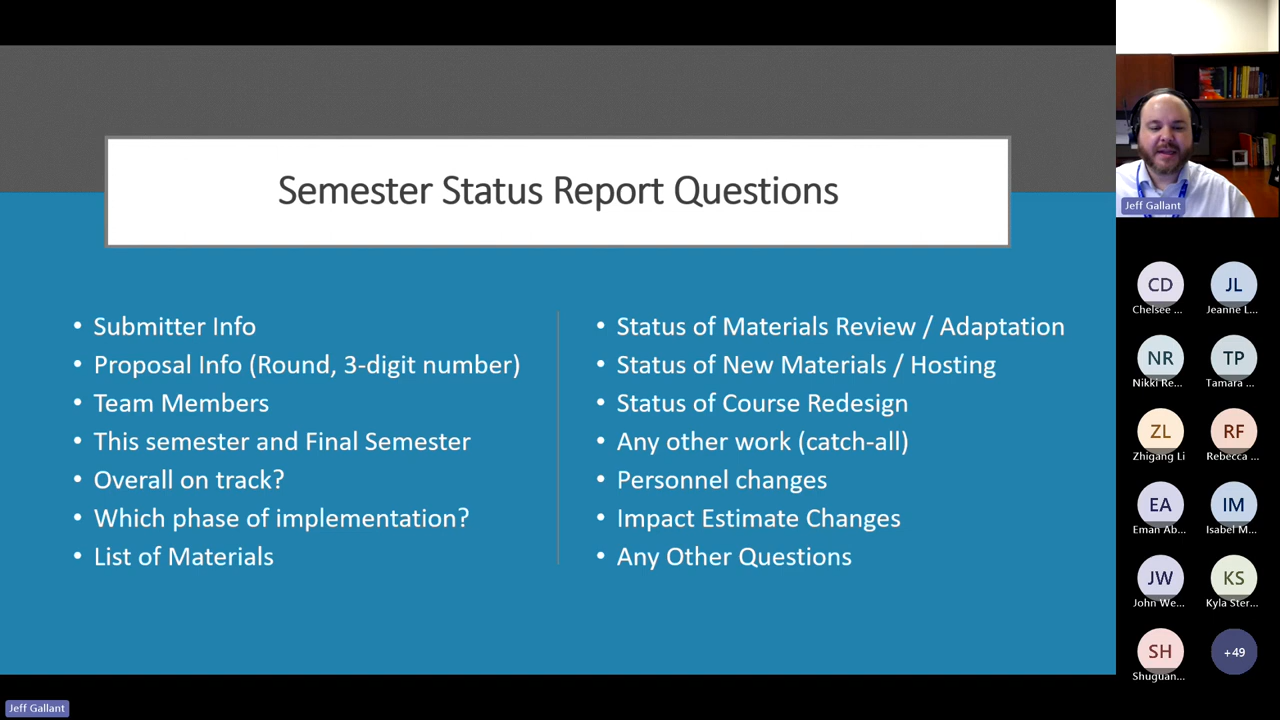 Semester Status Report Questions
• Submitter Info
• Proposal Info (Round, 3-digit number)
• Team Members
• This semester and Final Semester
• Overall on track?
• Which phase of implementation?
• List of Materials
• Status of Materials Review / Adaptation
• Status of New Materials / Hosting
• Status of Course Redesign
• Any other work (catch-all)
• Personnel changes
• Impact Estimate Changes
• Any Other Questions
Jeff Gallant
CD
Chelsee ...
JL
Jeanne L...
NR
Nikki Re...
TP
Tamara ...
ZL
Zhigang Li
RF
Rebecca ...
EA
Eman Ab...
IM
Isabel M...
JW
John We...
KS
Kyla Ster...
SH
Shuguan...
+49
Jeff Gallant